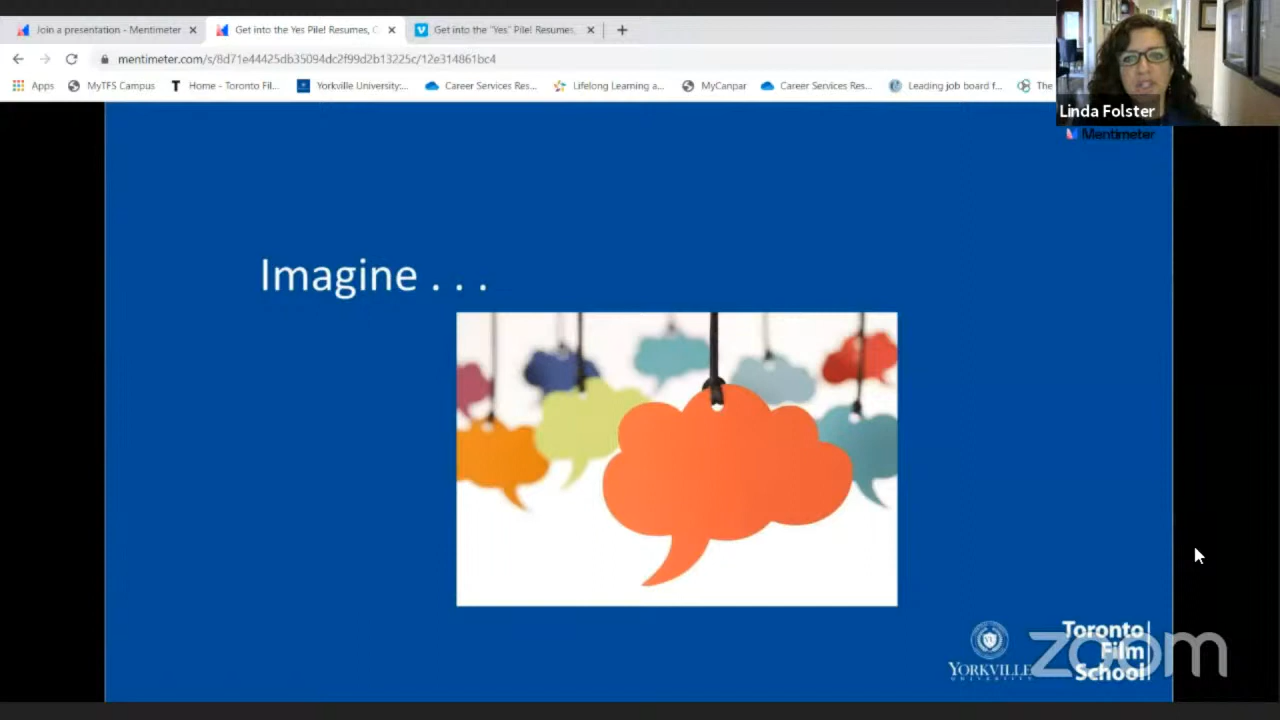 Join a presentation - Mentimeter
Get into the Yes Pile! Resumes, C
Get into the "Yes" Pile! Resumes,
mentimeter.com/s/8d71e44425db35094dc2f99d2b13225c/12e314861bc4
Apps
MyTFS Campus
Home - Toronto Fil...
Yorkville University:...
Career Services Res...
Lifelong Learning a...
MyCanpar
Career Services Res...
Leading job board f...
The
Linda Folster
Mentimeter
Imagine . . .
YORKVILLE
UNIVERSITY
Toronto
Film
School
zoom